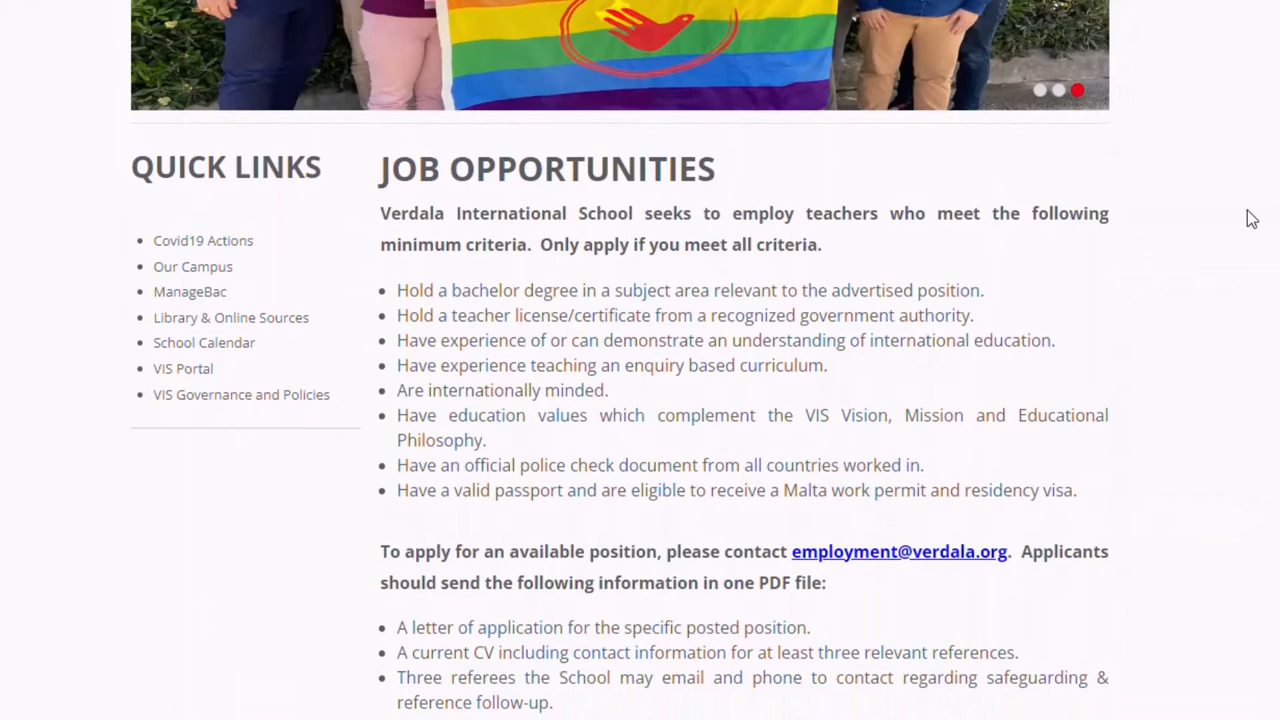 QUICK LINKS
Covid19 Actions
Our Campus
ManageBac
Library & Online Sources
School Calendar
VIS Portal
VIS Governance and Policies
JOB OPPORTUNITIES
Verdala International School seeks to employ teachers who meet the following
minimum criteria. Only apply if you meet all criteria.
Hold a bachelor degree in a subject area relevant to the advertised position.
Hold a teacher license/certificate from a recognized government authority.
Have experience of or can demonstrate an understanding of international education.
Have experience teaching an enquiry based curriculum.
Are internationally minded.
Have education values which complement the VIS Vision, Mission and Educational
Philosophy.
Have an official police check document from all countries worked in.
Have a valid passport and are eligible to receive a Malta work permit and residency visa.
To apply for an available position, please contact employment@verdala.org. Applicants
should send the following information in one PDF file:
A letter of application for the specific posted position.
A current CV including contact information for at least three relevant references.
Three referees the School may email and phone to contact regarding safeguarding &
reference follow-up.